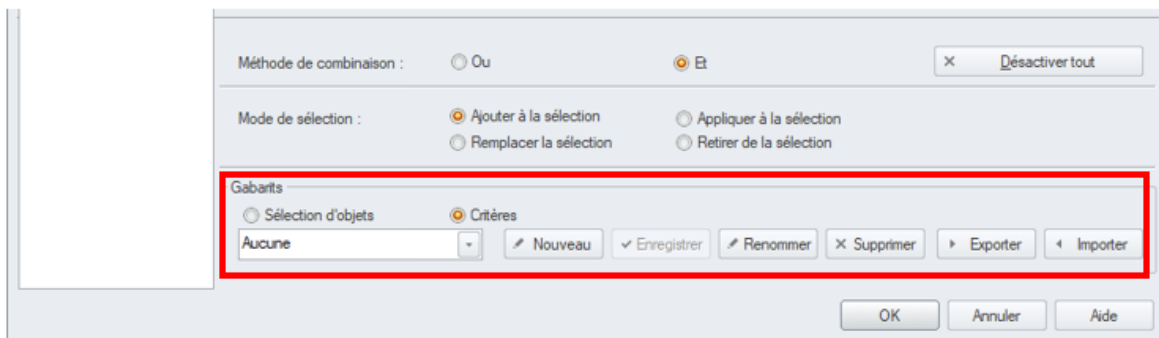 Méthode de combinaison : Ou Et Désactiver tout
Mode de sélection : Ajouter à la sélection Appliquer à la sélection
Remplacer la sélection Retirer de la sélection
Gabarits
Sélection d'objets Critères
Aucune Nouveau Enregistrer Renommer Supprimer Exporter Importer
OK Annuler Aide